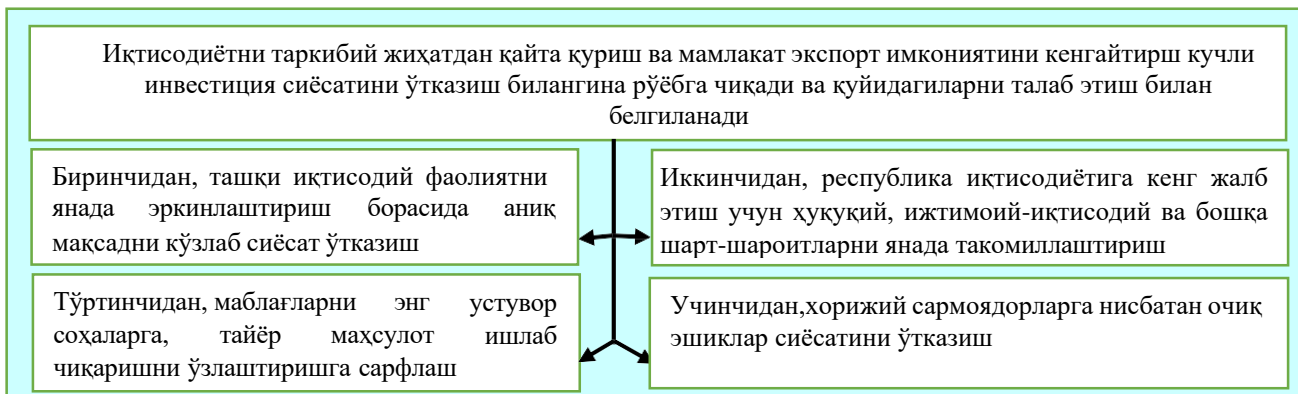 Иқтисодиётни таркибий жиҳатдан қайта қуриш ва мамлакат экспорт имкониятини кенгайтирш кучли
инвестиция сиёсатини ўтказиш билангина рўёбга чиқади ва қуйидагиларни талаб этиш билан
белгиланади
Биринчидан, ташқи иқтисодий фаолиятни
янада эркинлаштириш борасида аниқ
мақсадни кўзлаб сиёсат ўтказиш
Иккинчидан, республика иқтисодиётига кенг жалб
этиш учун ҳуқуқий, ижтимоий-иқтисодий ва бошқа
шарт-шароитларни янада такомиллаштириш
Тўртинчидан, маблағларни энг устувор
соҳаларга, тайёр маҳсулот ишлаб
чиқаришни ўзлаштиришга сарфлаш
Учинчидан,хорижий сармоядорларга нисбатан очиқ
эшиклар сиёсатини ўтказиш